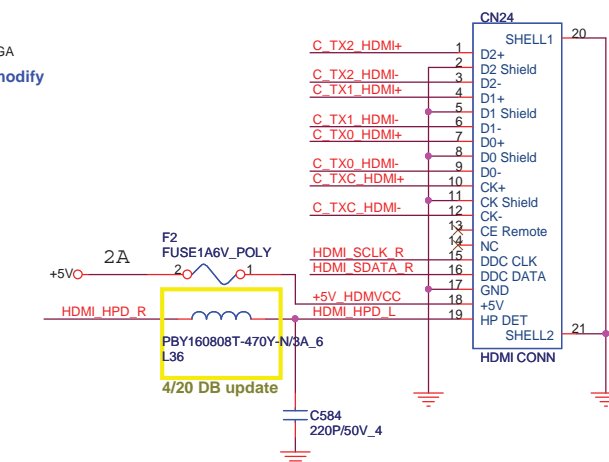 CN24
GA
nodify
C_TX2_HDMI+
1
D2+
SHELL1
20
2
D2 Shield
C_TX2_HDMI-
3
D2-
C_TX1_HDMI+
4
D1+
5
D1 Shield
C_TX1_HDMI-
6
D1-
C_TX0_HDMI+
7
D0+
8
D0 Shield
C_TX0_HDMI-
9
D0-
C_TXC_HDMI+
10
CK+
11
CK Shield
C_TXC_HDMI-
12
CK-
13
CE Remote
14
NC
HDMI_SCLK_R
15
DDC CLK
HDMI_SDATA_R
16
DDC DATA
17
GND
+5V_HDMVCC
18
+5V
HDMI_HPD_L
19
HP DET
SHELL2
21
HDMI CONN
F2
FUSE1A6V_POLY
2A
+5V
2
1
HDMI_HPD_R
PBY160808T-470Y-N/3A_6
L36
4/20 DB update
C584
220P/50V_4